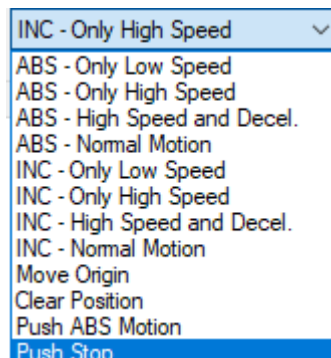 INC - Only High Speed
ABS - Only Low Speed
ABS - Only High Speed
ABS - High Speed and Decel.
ABS - Normal Motion
INC - Only Low Speed
INC - Only High Speed
INC - High Speed and Decel.
INC - Normal Motion
Move Origin
Clear Position
Push ABS Motion
Push Stop